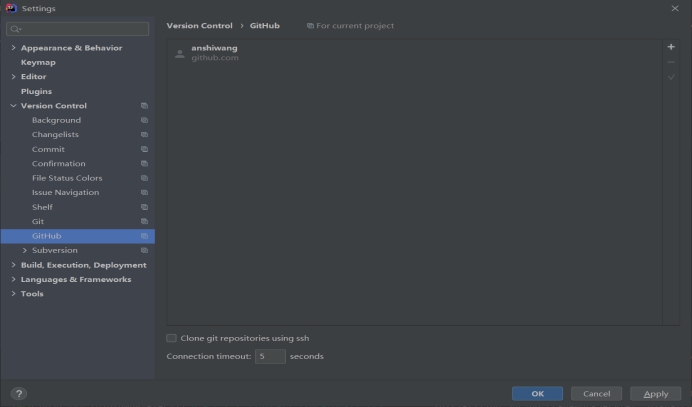 Settings
Version Control › GitHub For current project
Appearance & Behavior
Keymap
Editor
Plugins
Version Control
Background
Changelists
Commit
Confirmation
File Status Colors
Issue Navigation
Shelf
Git
GitHub
Subversion
Build, Execution, Deployment
Languages & Frameworks
Tools
anshiwang
github.com
Clone git repositories using ssh
Connection timeout: 5 seconds
?
OK Cancel Apply